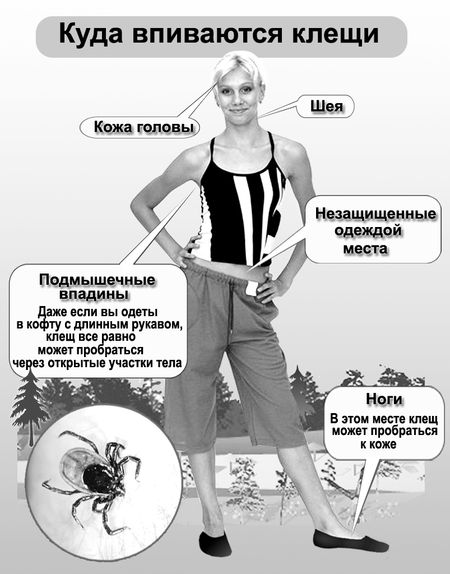 Куда впиваются клещи
Шея
Кожа головы
Незащищенные
одеждой
места
Подмышечные
впадины
Даже если вы одеты
в кофту с длинным рукавом,
клещ все равно
может пробраться
через открытые участки тела
Ноги
В этом месте клещ
может пробраться
к коже